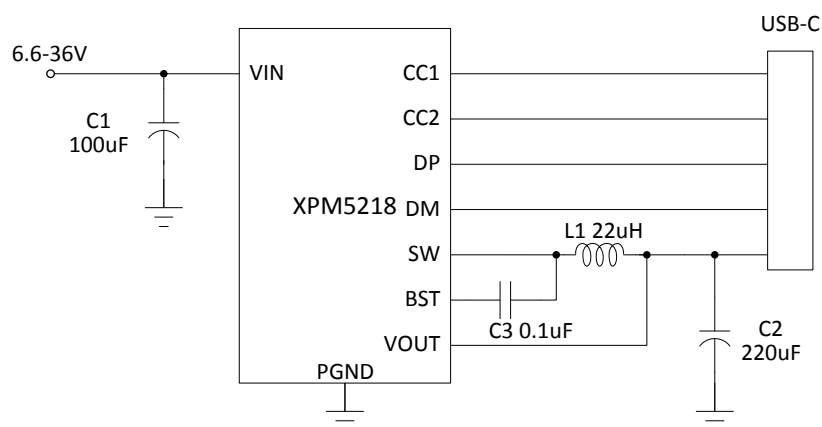 USB-C
6.6-36V
VIN
CC1
C1
100uF
CC2
DP
XPM5218
DM
L1 22uH
SW
BST
C3 0.1uF
C2
220uF
VOUT
PGND